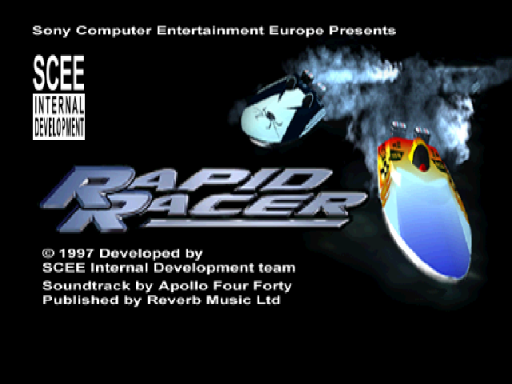 Sony Computer Entertainment Europe Presents
SCEE
INTERNAL
DEVELOPMENT
RAPID
RACER
© 1997 Developed by
SCEE Internal Development team
Soundtrack by Apollo Four Forty
Published by Reverb Music Ltd